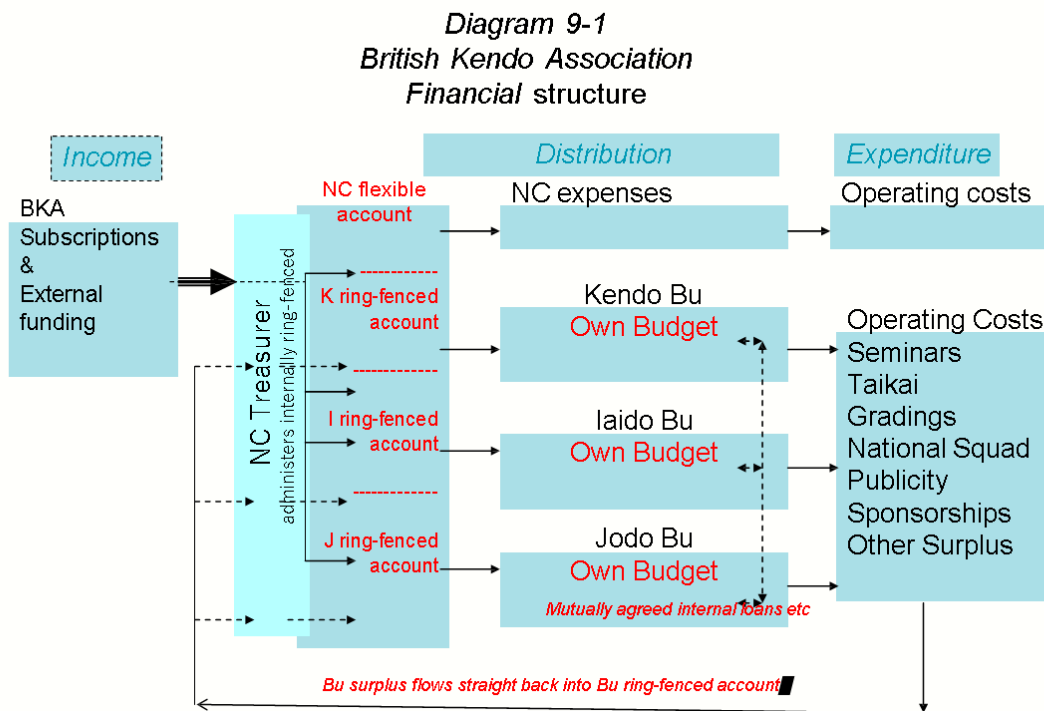 Diagram 9-1
British Kendo Association
Financial structure
Income
Distribution
Expenditure
BKA
Subscriptions
&
External
funding
NC Treasurer
administers internally ring-fenced
NC flexible
account
K ring-fenced
account
I ring-fenced
account
J ring-fenced
account
NC expenses
Kendo Bu
Own Budget
Iaido Bu
Own Budget
Jodo Bu
Own Budget
Mutually agreed internal loans etc
Operating costs
Operating Costs
Seminars
Taikai
Gradings
National Squad
Publicity
Sponsorships
Other Surplus
Bu surplus flows straight back into Bu ring-fenced account